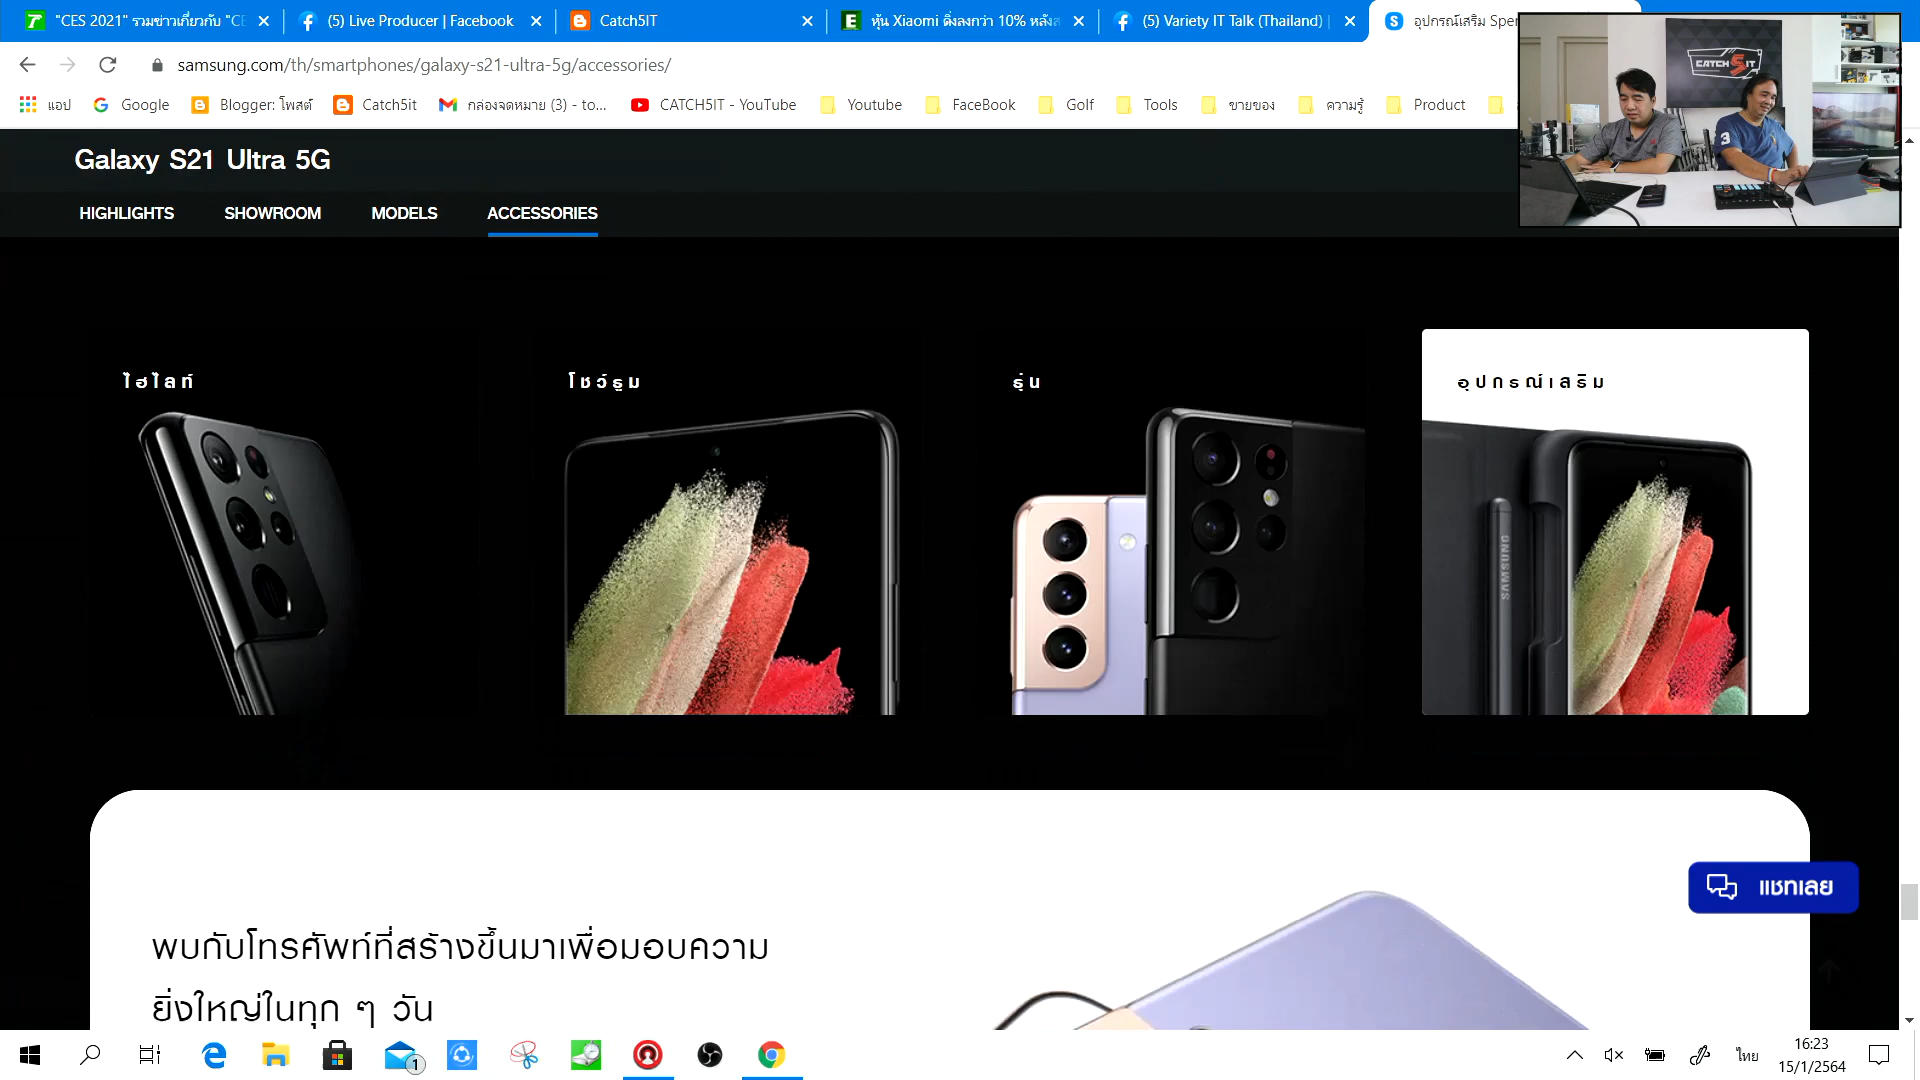 "CES 2021" รวมข่าวเกี่ยวกับ "CE
(5) Live Producer | Facebook
Catch5IT
หุ้น Xiaomi ดิ่งลงกว่า 10% หลังส
(5) Variety IT Talk (Thailand) |
อุปกรณ์เสริม Spe
samsung.com/th/smartphones/galaxy-s21-ultra-5g/accessories/
แอป
Google
Blogger: โพสต์
Catch5it
กล่องจดหมาย (3) - to...
CATCH5IT - YouTube
Youtube
FaceBook
Golf
Tools
ขายของ
ความรู้
Product
CATCH5IT
3
Galaxy S21 Ultra 5G
HIGHLIGHTS
SHOWROOM
MODELS
ACCESSORIES
ไฮไลท์
โชว์รูม
รุ่น
อุปกรณ์เสริม
SAMSUNG
แชทเลย
พบกับโทรศัพท์ที่สร้างขึ้นมาเพื่อมอบความ
ยิ่งใหญ่ในทุก ๆ วัน
1
ไทย
16:23
15/1/2564